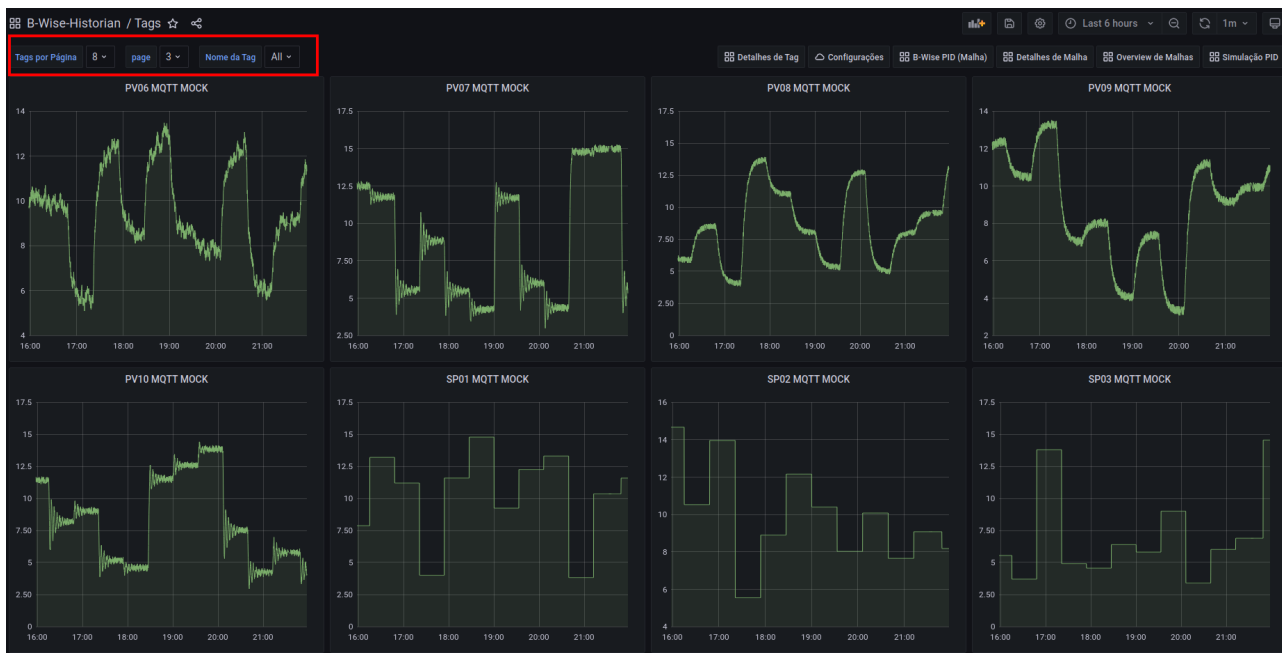 B-Wise-Historian / Tags
Last 6 hours 1m
Tags por Página 8 page 3 Nome da Tag All
Detalhes de Tag Configurações B-Wise PID (Malha) Detalhes de Malha Overview de Malhas Simulação PID
PV06 MQTT MOCK
14
12
10
8
6
4
16:00 17:00 18:00 19:00 20:00 21:00
PV07 MQTT MOCK
17.5
15
12.5
10
7.50
5
2.50
16:00 17:00 18:00 19:00 20:00 21:00
PV08 MQTT MOCK
17.5
15
12.5
10
7.50
5
2.50
0
16:00 17:00 18:00 19:00 20:00 21:00
PV09 MQTT MOCK
14
12
10
8
6
4
2
16:00 17:00 18:00 19:00 20:00 21:00
PV10 MQTT MOCK
17.5
15
12.5
10
7.50
5
2.50
0
16:00 17:00 18:00 19:00 20:00 21:00
SP01 MQTT MOCK
17.5
15
12.5
10
7.50
5
2.50
0
16:00 17:00 18:00 19:00 20:00 21:00
SP02 MQTT MOCK
16
14
12
10
8
6
4
16:00 17:00 18:00 19:00 20:00 21:00
SP03 MQTT MOCK
17.5
15
12.5
10
7.50
5
2.50
0
16:00 17:00 18:00 19:00 20:00 21:00